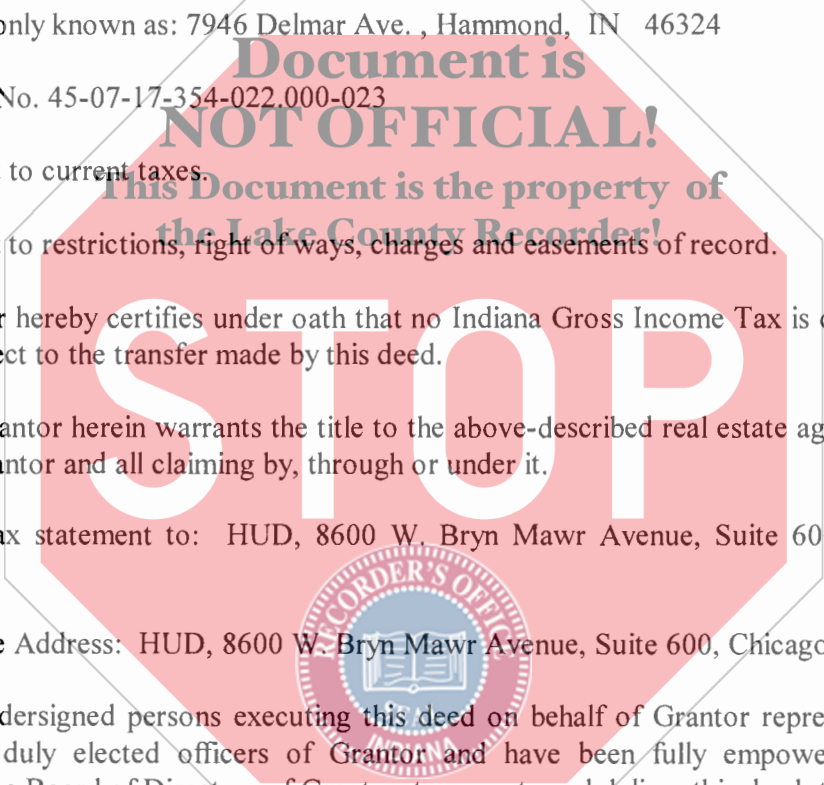 only known as: 7946 Delmar Ave. , Hammond, IN 46324
Document is
No. 45-07-17-354-022.000-023
NOT OFFICIAL!
to current taxes.
This Document is the property of
the Lake County Recorder!
to restrictions, right of ways, charges and easements of record.
STOP
r hereby certifies under oath that no Indiana Gross Income Tax is
ect to the transfer made by this deed.
antor herein warrants the title to the above-described real estate ag
antor and all claiming by, through or under it.
ax statement to: HUD, 8600 W. Bryn Mawr Avenue, Suite 60
RECORDER'S OFFIC
e Address: HUD, 8600 W. Bryn Mawr Avenue, Suite 600, Chicago
dersigned persons executing this deed on behalf of Grantor repre
SEAL
duly elected officers of Grantor and have been fully empowe
INDIANA